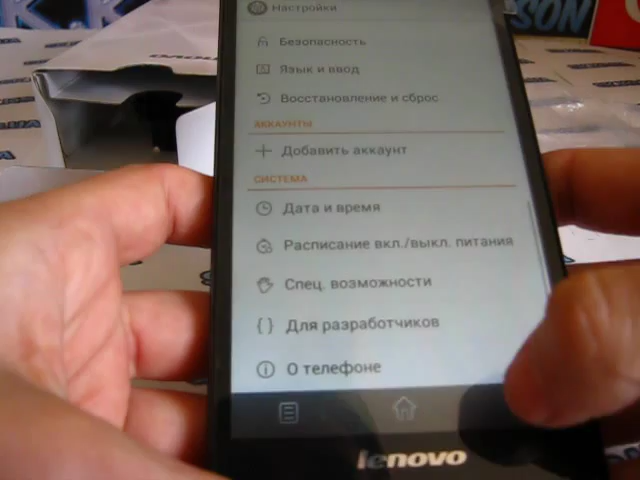 SON
Настройки
Безопасность
Язык и ввод
Восстановление и сброс
АККАУНТЫ
Добавить аккаунт
СИСТЕМА
Дата и время
Расписание вкл./выкл. питания
Спец. возможности
Для разработчиков
О телефоне
lenovo